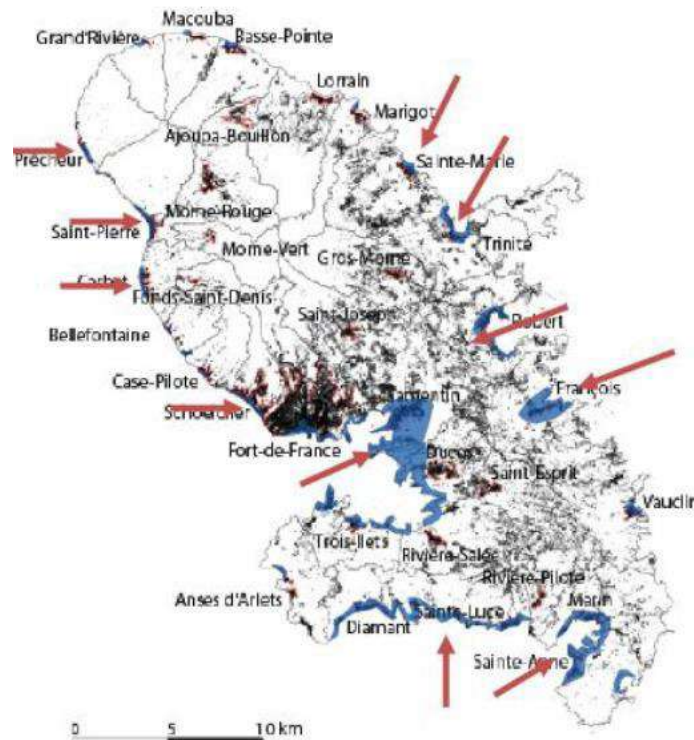 Macouba
Grand'Rivière
Basse-Pointe
Lorrain
Marigot
Ajoupa-Bouillon
Sainte-Marie
Prêcheur
Morne-Rouge
Saint-Pierre
Trinité
Morne-Vert
Gros-Morne
Carbet
Fonds-Saint-Denis
Saint-Joseph
Robert
Bellefontaine
Case-Pilote
François
Schoelcher
Lamentin
Fort-de-France
Ducos
Saint-Esprit
Vauclin
Trois-Ilets
Rivière-Salée
Rivière-Pilote
Anses d'Arlets
Marin
Sainte-Luce
Diamant
Sainte-Anne
0 5 10 km